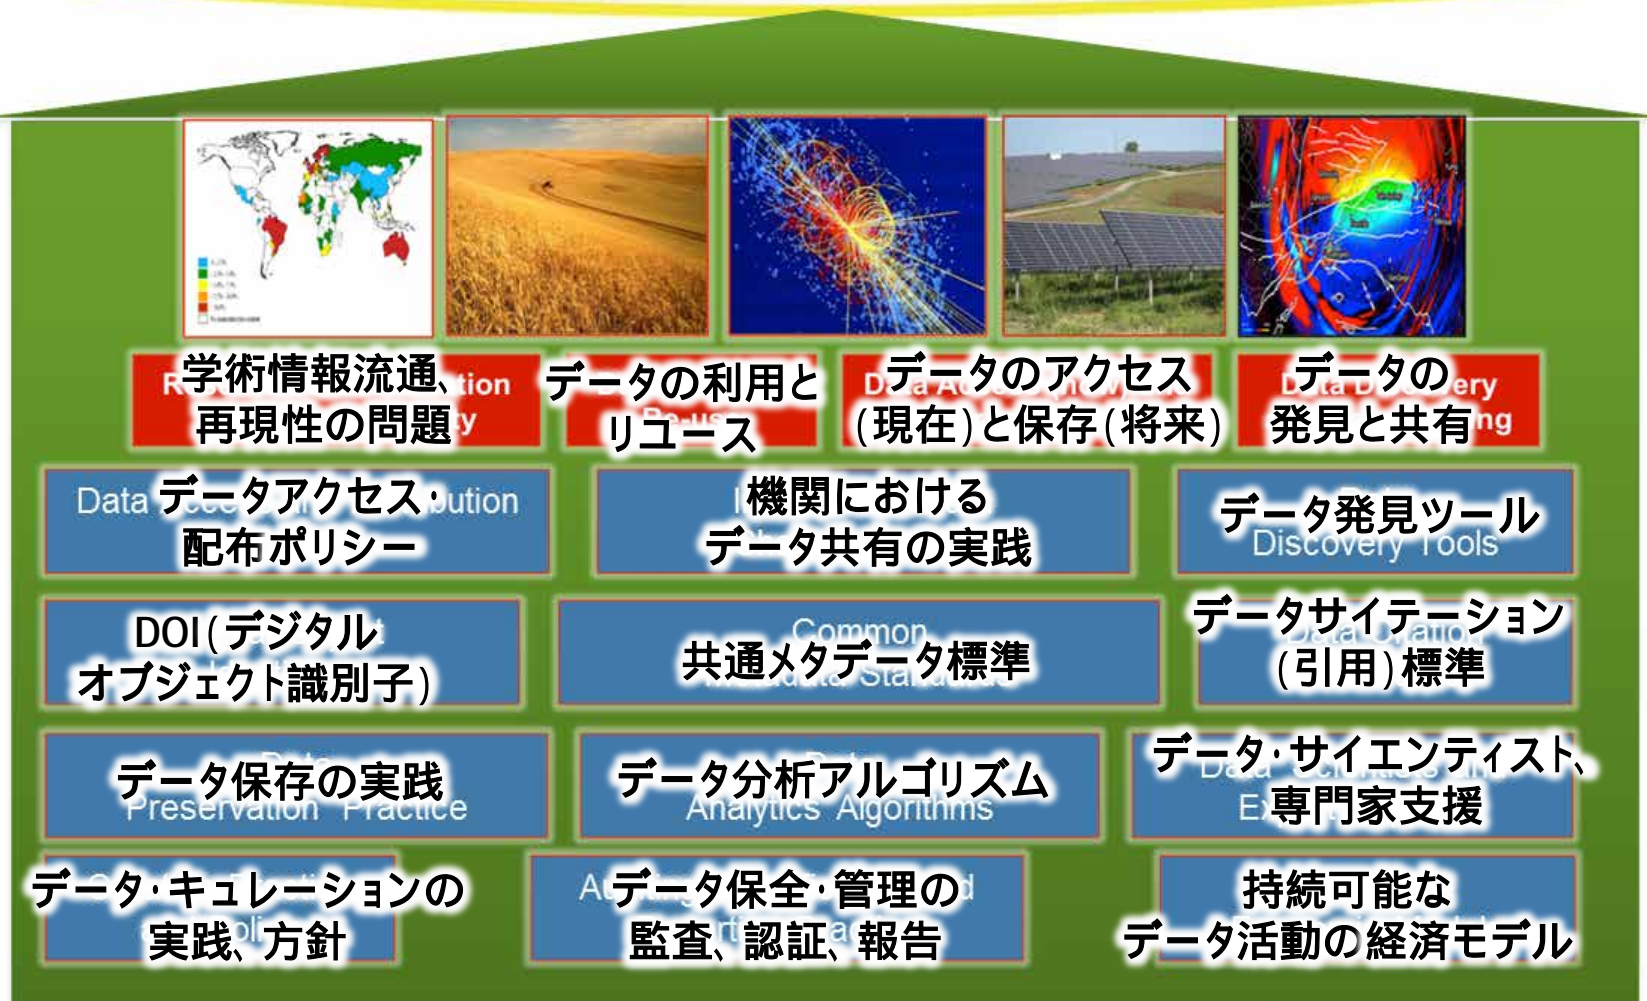 学術情報流通、
再現性の問題
データの利用と
リユース
データのアクセス
(現在)と保存(将来)
データの
発見と共有
データアクセス・
配布ポリシー
Data
bution
機関における
データ共有の実践
データ発見ツール
Discovery Tools
DOI(デジタル
オブジェクト識別子)
Common
共通メタデータ標準
データサイテーション
(引用)標準
データ保存の実践
Preservation Practice
データ分析アルゴリズム
Analytics Algorithms
データ・サイエンティスト、
専門家支援
データ・キュレーションの
実践、方針
データ保全・管理の
監査、認証、報告
持続可能な
データ活動の経済モデル